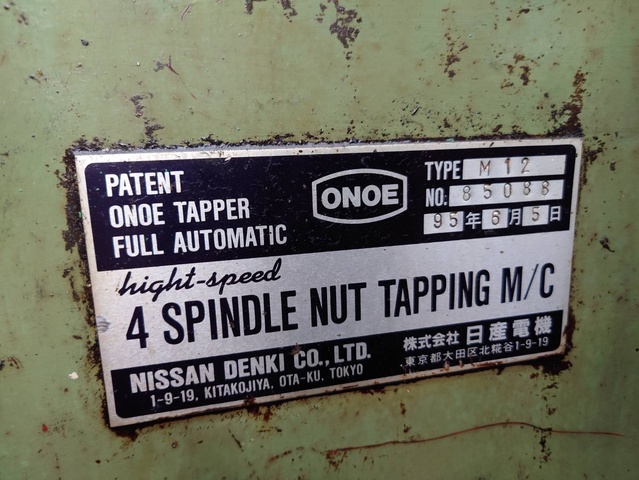 PATENT
ONOE TAPPER
FULL AUTOMATIC
ONOE
TYPE M 12
NO. 85088
95年6月5日
hight-speed
4 SPINDLE NUT TAPPING M/C
NISSAN DENKI CO., LTD.
1-9-19, KITAKOJIYA, OTA-KU, TOKYO
株式会社 日産電機
東京都大田区北糀谷1-9-19